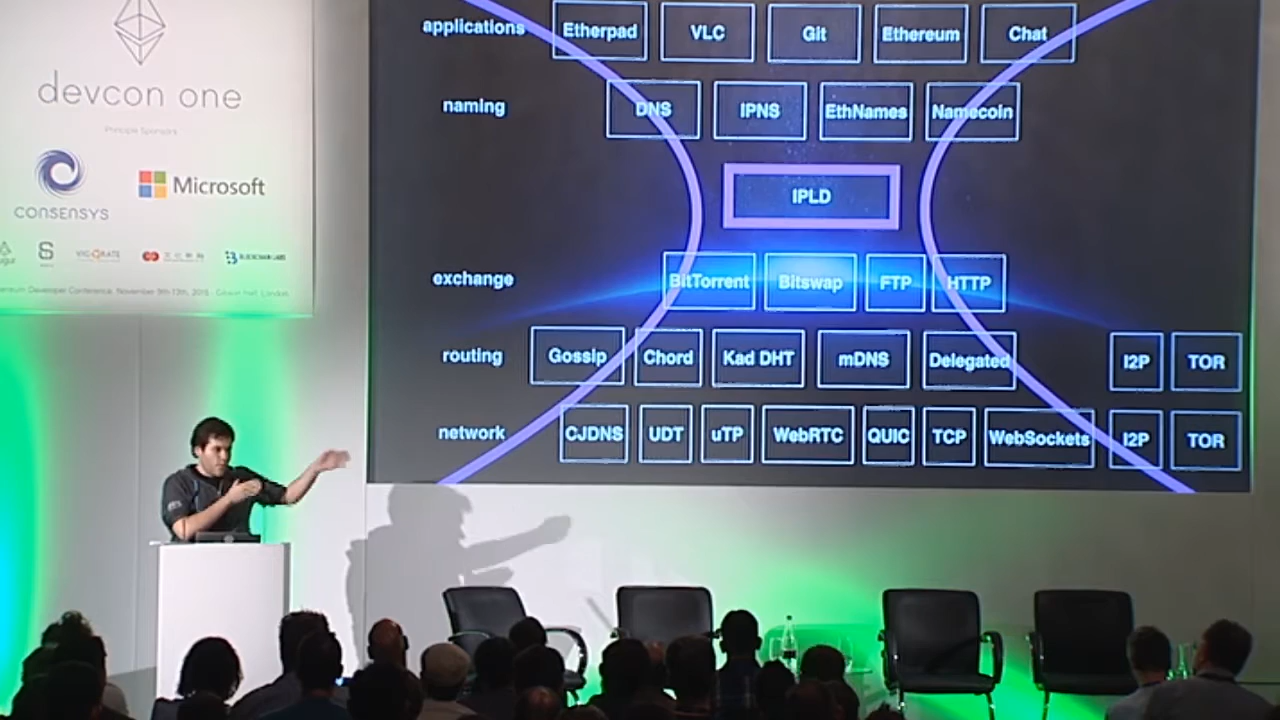 devcon one
Principle Sponsors
CONSENSYS
Microsoft
applications Etherpad VLC Git Ethereum Chat
naming DNS IPNS EthNames Namecoin
IPLD
exchange BitTorrent Bitswap FTP HTTP
routing Gossip Chord Kad DHT mDNS Delegated I2P TOR
network CJDNS UDT uTP WebRTC QUIC TCP WebSockets I2P TOR